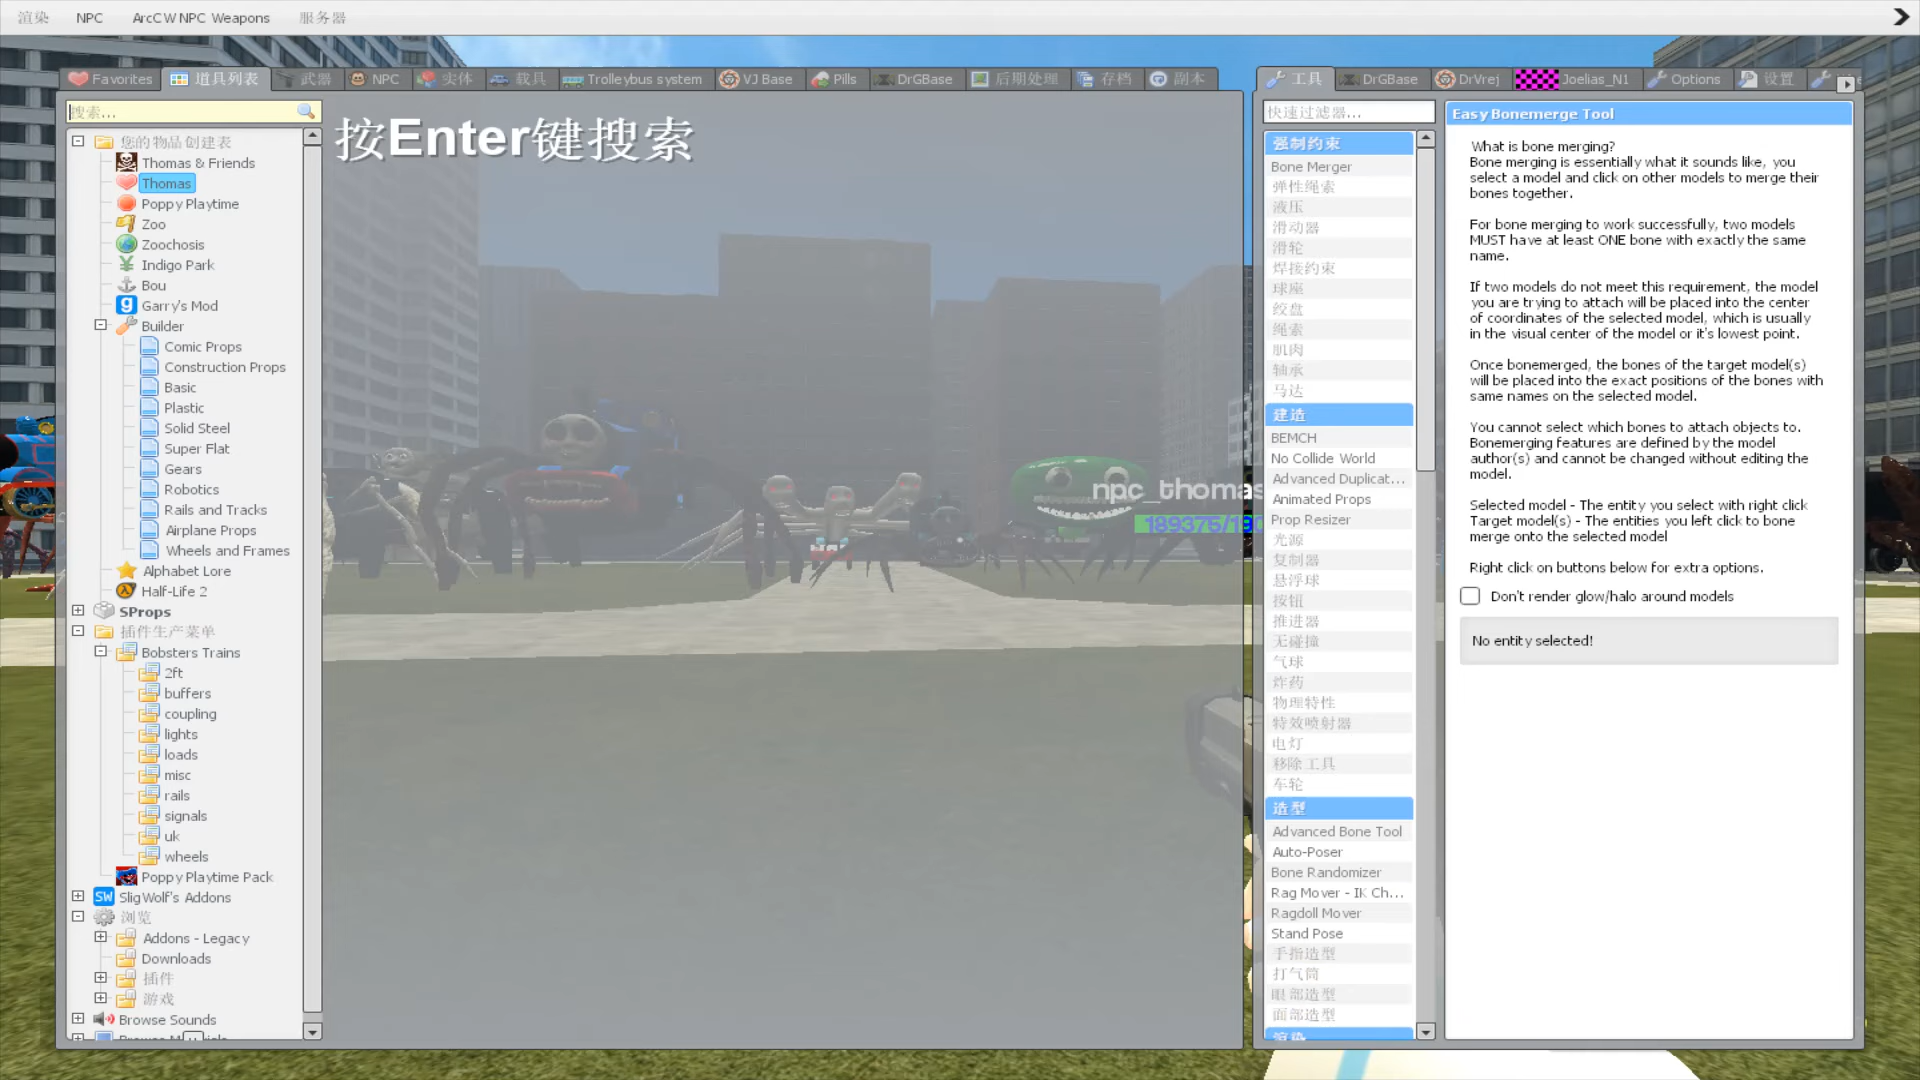 渲染 NPC ArcCW NPC Weapons 服务器
Favorites 道具列表 武器 NPC 实体 载具 Trolleybus system VJ Base Pills DrGBase 后期处理 存档 副本
搜索...
按Enter键搜索
您的物品创建表
Thomas & Friends
Thomas
Poppy Playtime
Zoo
Zoochosis
Indigo Park
Bou
Garry's Mod
Builder
Comic Props
Construction Props
Basic
Plastic
Solid Steel
Super Flat
Gears
Robotics
Rails and Tracks
Airplane Props
Wheels and Frames
Alphabet Lore
Half-Life 2
SProps
插件生产菜单
Bobsters Trains
2ft
buffers
coupling
lights
loads
misc
rails
signals
uk
wheels
Poppy Playtime Pack
SW SligWolf's Addons
浏览
Addons - Legacy
Downloads
插件
游戏
Browse Sounds
npc_thomas
189375/190
工具 DrGBase DrVrej Joelias_N1 Options 设置
快速过滤器...
强制约束
Bone Merger
弹性绳索
液压
滑动器
滑轮
焊接约束
球座
绞盘
绳索
肌肉
轴承
马达
建造
BEMCH
No Collide World
Advanced Duplicat...
Animated Props
Prop Resizer
光源
复制器
悬浮球
按钮
推进器
无碰撞
气球
炸药
物理特性
特效喷射器
电灯
移除工具
车轮
造型
Advanced Bone Tool
Auto-Poser
Bone Randomizer
Rag Mover - IK Ch...
Ragdoll Mover
Stand Pose
手指造型
打气筒
眼部造型
面部造型
渲染
Easy Bonemerge Tool
What is bone merging?
Bone merging is essentially what it sounds like, you
select a model and click on other models to merge their
bones together.
For bone merging to work successfully, two models
MUST have at least ONE bone with exactly the same
name.
If two models do not meet this requirement, the model
you are trying to attach will be placed into the center
of coordinates of the selected model, which is usually
in the visual center of the model or it's lowest point.
Once bonemerged, the bones of the target model(s)
will be placed into the exact positions of the bones with
same names on the selected model.
You cannot select which bones to attach objects to.
Bonemerging features are defined by the model
author(s) and cannot be changed without editing the
model.
Selected model - The entity you select with right click
Target model(s) - The entities you left click to bone
merge onto the selected model
Right click on buttons below for extra options.
Don't render glow/halo around models
No entity selected!